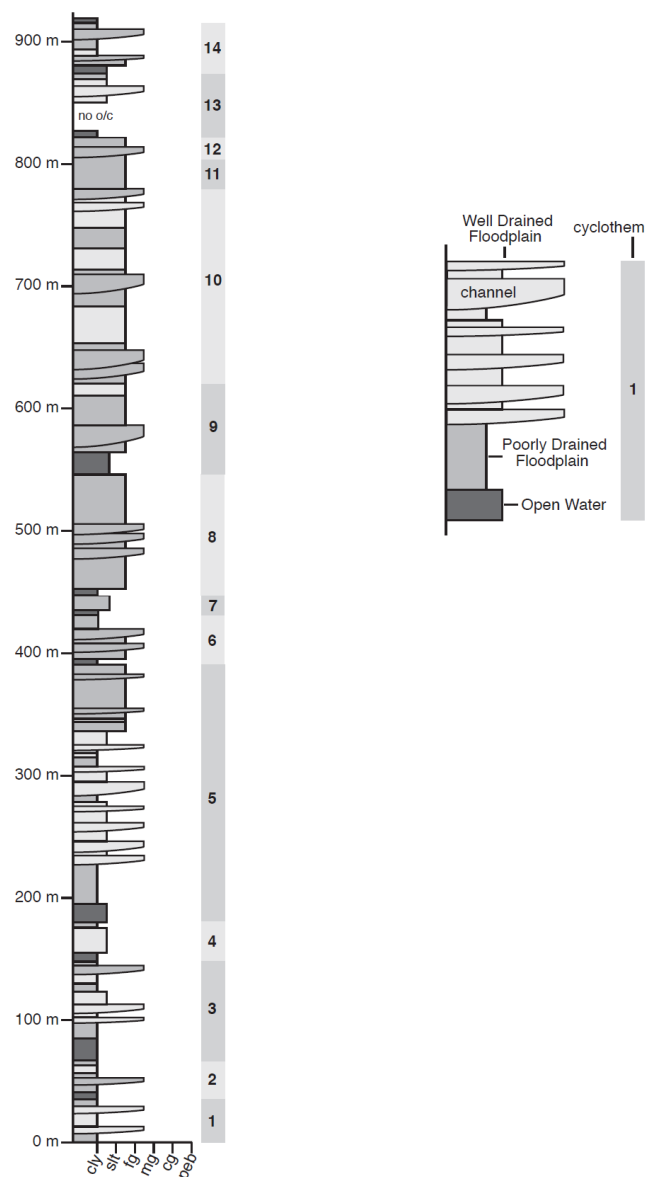 900 m
14
13
no o/c
12
800 m
11
700 m
10
600 m
9
500 m
8
7
6
400 m
5
300 m
200 m
4
100 m
3
2
1
0 m
cly
slt
fg
mg
cg
peb
Well Drained
Floodplain
cyclothem
channel
1
Poorly Drained
Floodplain
Open Water